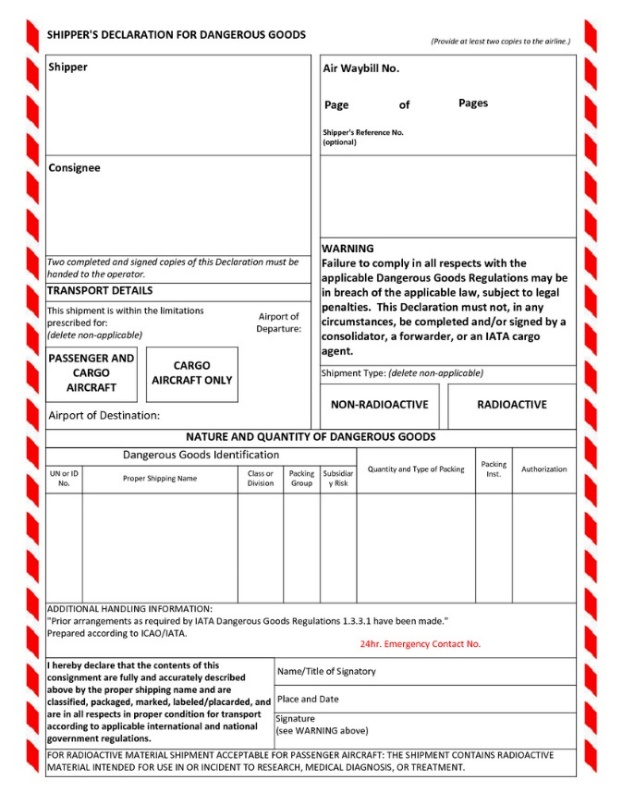 SHIPPER'S DECLARATION FOR DANGEROUS GOODS
(Provide at least two copies to the airline.)
Shipper
Air Waybill No.
Page of Pages
Shipper's Reference No.
(optional)
Consignee
Two completed and signed copies of this Declaration must be
handed to the operator.
WARNING
Failure to comply in all respects with the
applicable Dangerous Goods Regulations may be
in breach of the applicable law, subject to legal
penalties. This Declaration must not, in any
circumstances, be completed and/or signed by a
consolidator, a forwarder, or an IATA cargo
agent.
TRANSPORT DETAILS
This shipment is within the limitations
prescribed for:
(delete non-applicable)
Airport of
Departure:
PASSENGER AND
CARGO
AIRCRAFT
CARGO
AIRCRAFT ONLY
Airport of Destination:
Shipment Type: (delete non-applicable)
NON-RADIOACTIVE
RADIOACTIVE
NATURE AND QUANTITY OF DANGEROUS GOODS
Dangerous Goods Identification
UN or ID
No.
Proper Shipping Name
Class or
Division
Packing
Group
Subsidiar
y Risk
Quantity and Type of Packing
Packing
Inst.
Authorization
ADDITIONAL HANDLING INFORMATION:
"Prior arrangements as required by IATA Dangerous Goods Regulations 1.3.3.1 have been made."
Prepared according to ICAO/IATA.
24hr. Emergency Contact No.
I hereby declare that the contents of this
consignment are fully and accurately described
above by the proper shipping name and are
classified, packaged, marked, labeled/placarded, and
are in all respects in proper condition for transport
according to applicable international and national
government regulations.
Name/Title of Signatory
Place and Date
Signature
(see WARNING above)
FOR RADIOACTIVE MATERIAL SHIPMENT ACCEPTABLE FOR PASSENGER AIRCRAFT: THE SHIPMENT CONTAINS RADIOACTIVE
MATERIAL INTENDED FOR USE IN OR INCIDENT TO RESEARCH, MEDICAL DIAGNOSIS, OR TREATMENT.